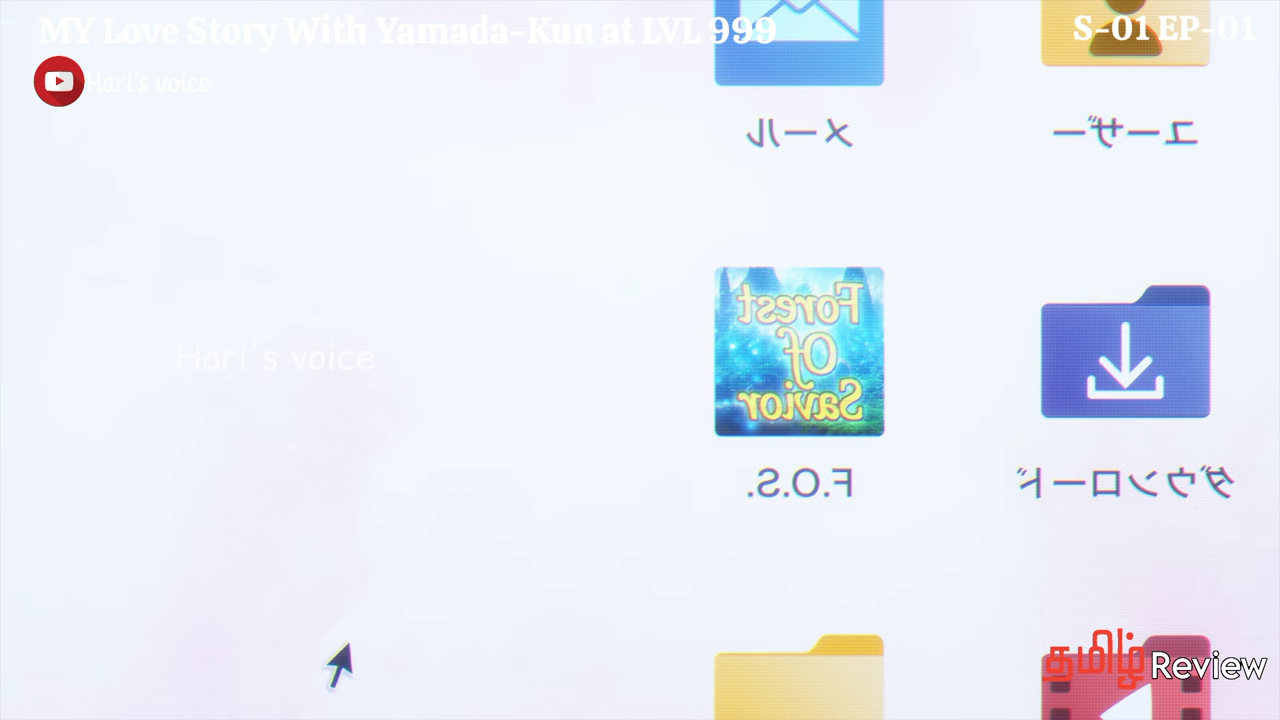 MY Love Story With Yamada-Kun at LVL 999
S-01 EP-01
Hari's voice
メール
ユーザー
Hari's voice
Forest
Of
Savior
F.O.S.
ダウンロード
தமிழ் Review